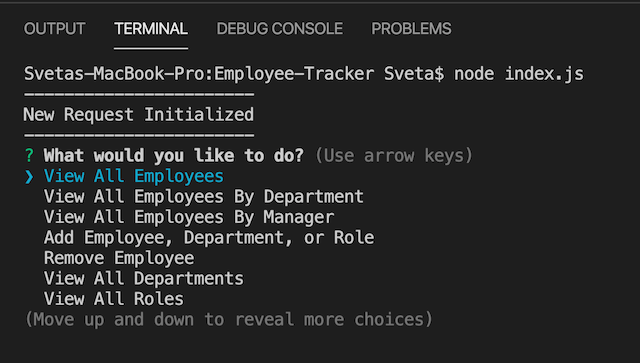 OUTPUT TERMINAL DEBUG CONSOLE PROBLEMS
Svetas-MacBook-Pro:Employee-Tracker Sveta$ node index.js
-----------------------
New Request Initialized
-----------------------
? What would you like to do? (Use arrow keys)
❯ View All Employees
View All Employees By Department
View All Employees By Manager
Add Employee, Department, or Role
Remove Employee
View All Departments
View All Roles
(Move up and down to reveal more choices)